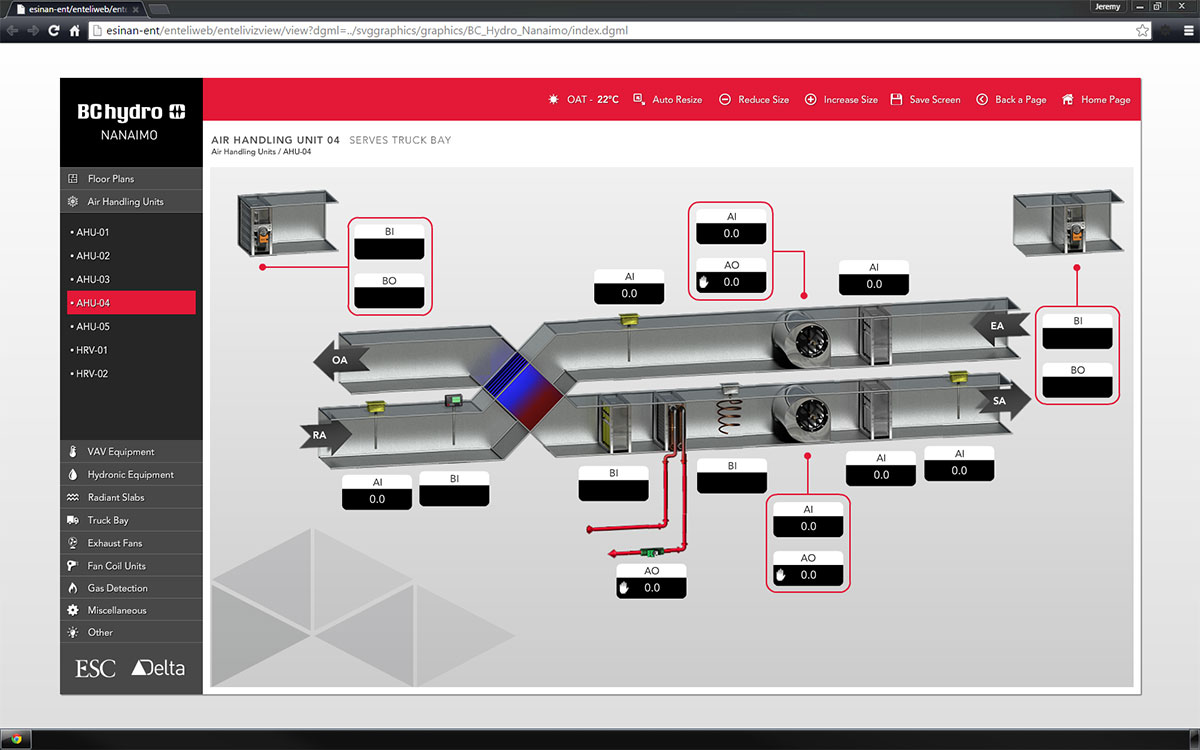 esinan-ent/enteliweb/ente
Jeremy
esinan-ent/enteliweb/entelivizview/view?dgml=../svggraphics/graphics/BC_Hydro_Nanaimo/index.dgml
BC hydro
NANAIMO
OAT - 22°C
Auto Resize
Reduce Size
Increase Size
Save Screen
Back a Page
Home Page
AIR HANDLING UNIT 04 SERVES TRUCK BAY
Air Handling Units / AHU-04
Floor Plans
Air Handling Units
• AHU-01
• AHU-02
• AHU-03
• AHU-04
• AHU-05
• HRV-01
• HRV-02
VAV Equipment
Hydronic Equipment
Radiant Slabs
Truck Bay
Exhaust Fans
Fan Coil Units
Gas Detection
Miscellaneous
Other
ESC Delta
BI
BO
AI
0.0
AI
0.0
AO
0.0
AI
0.0
BI
BO
OA
EA
RA
SA
AI
0.0
BI
BI
BI
AI
0.0
AI
0.0
AI
0.0
AO
0.0
AO
0.0